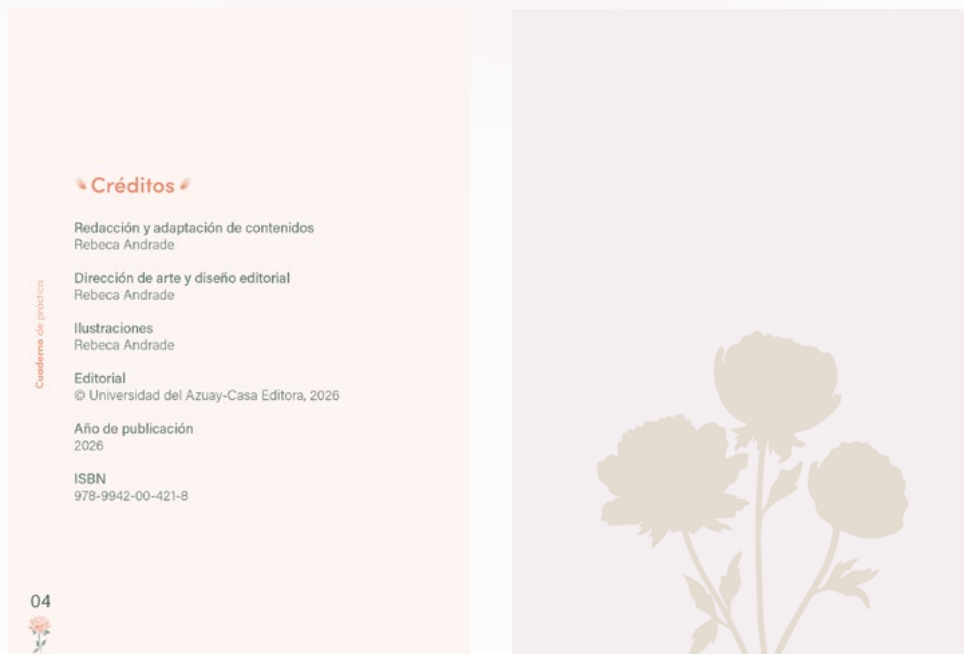 Créditos
Redacción y adaptación de contenidos
Rebeca Andrade
Dirección de arte y diseño editorial
Rebeca Andrade
Ilustraciones
Rebeca Andrade
Editorial
© Universidad del Azuay-Casa Editora, 2026
Año de publicación
2026
ISBN
978-9942-00-421-8
Cuaderno de práctica
04